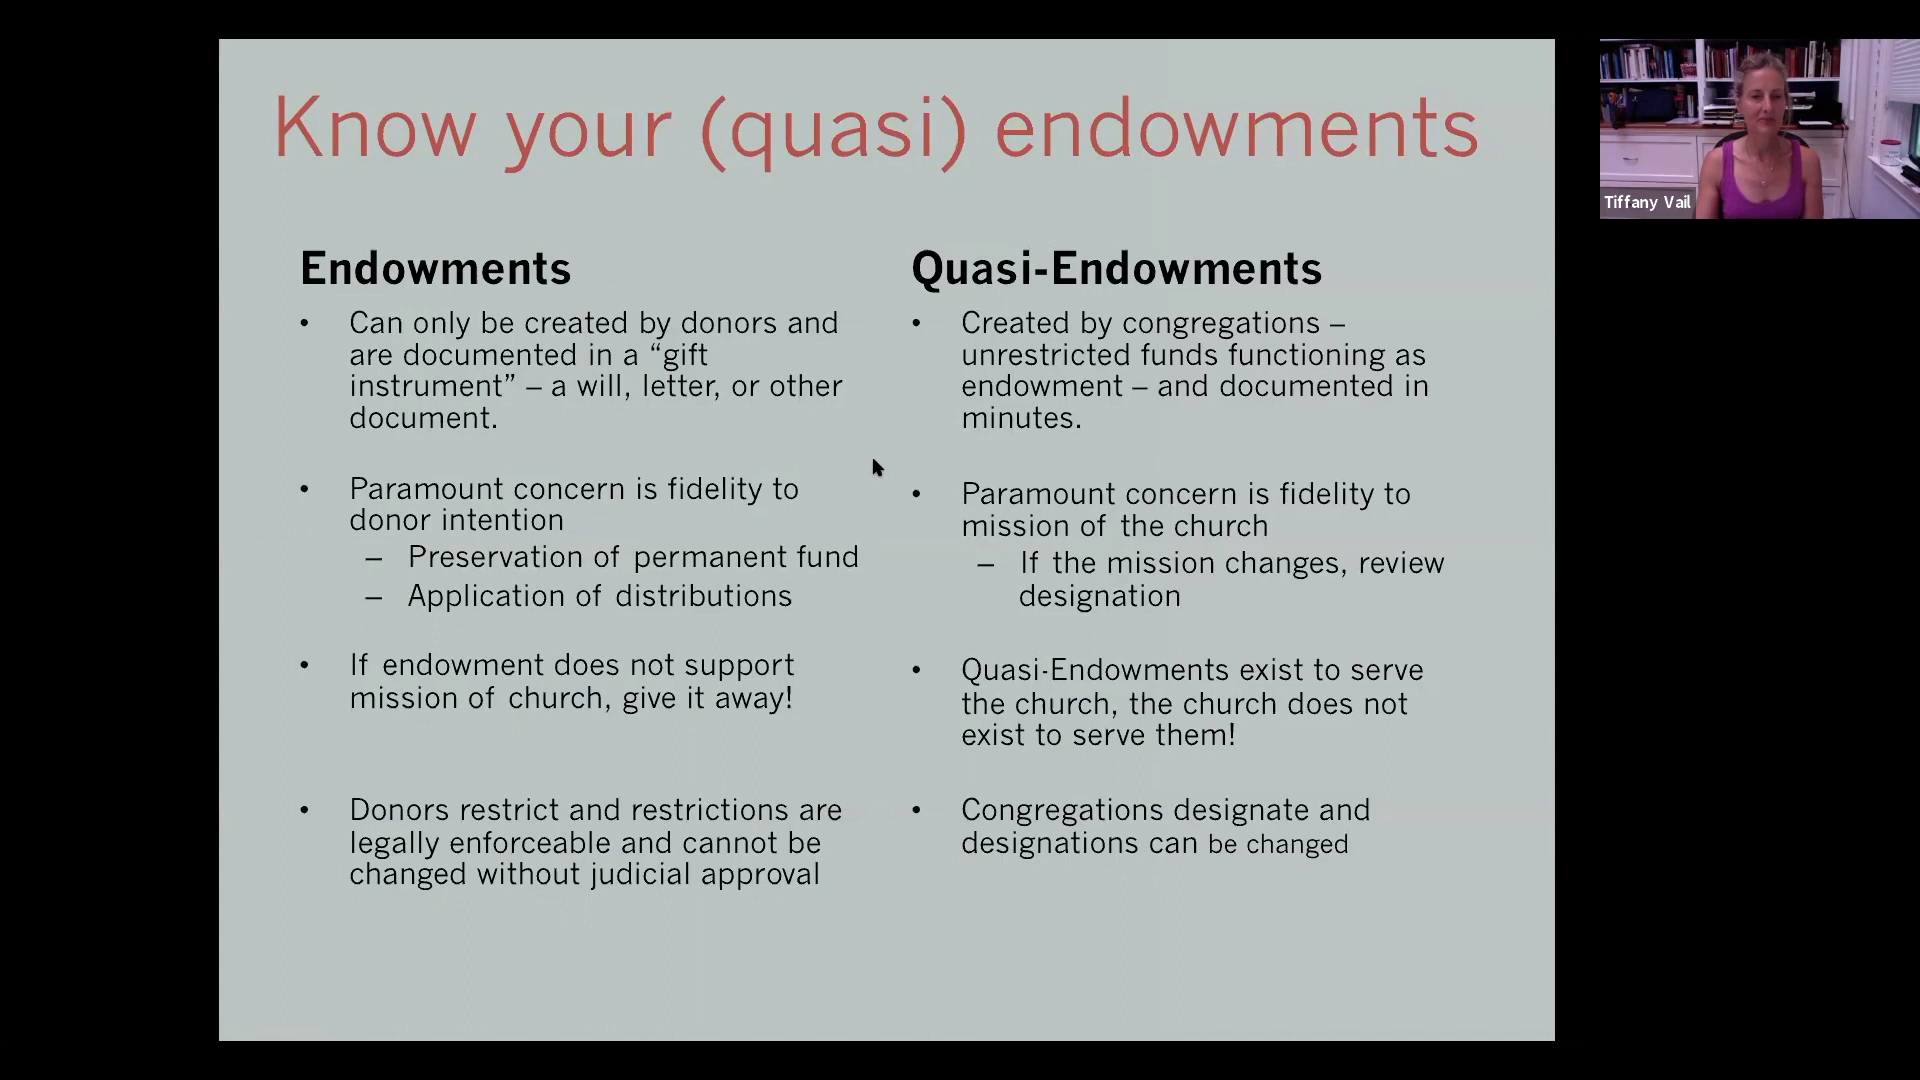 Know your (quasi) endowments
Endowments
• Can only be created by donors and
are documented in a “gift
instrument” – a will, letter, or other
document.
• Paramount concern is fidelity to
donor intention
– Preservation of permanent fund
– Application of distributions
• If endowment does not support
mission of church, give it away!
• Donors restrict and restrictions are
legally enforceable and cannot be
changed without judicial approval
Quasi-Endowments
• Created by congregations –
unrestricted funds functioning as
endowment – and documented in
minutes.
• Paramount concern is fidelity to
mission of the church
– If the mission changes, review
designation
• Quasi-Endowments exist to serve
the church, the church does not
exist to serve them!
• Congregations designate and
designations can be changed
Tiffany Vail